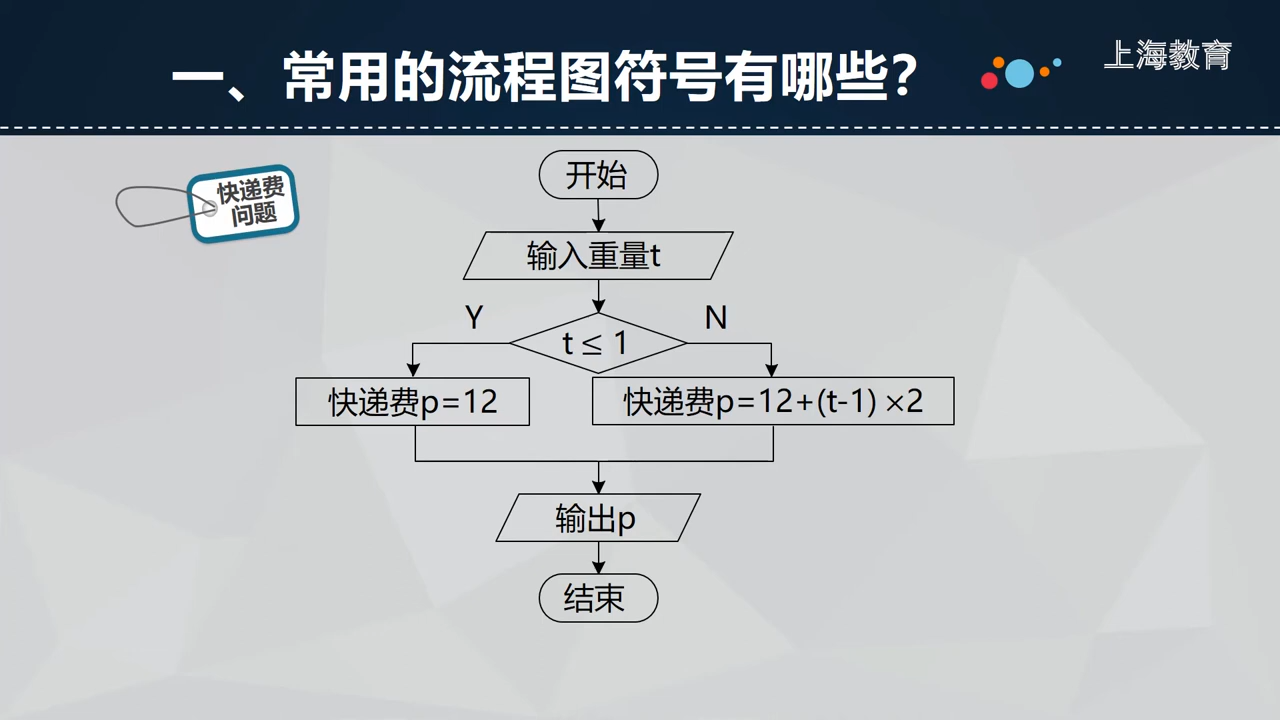 一、常用的流程图符号有哪些？
上海教育
快递费
问题
开始
输入重量t
Y
N
t ≤ 1
快递费p=12
快递费p=12+(t-1) ×2
输出p
结束